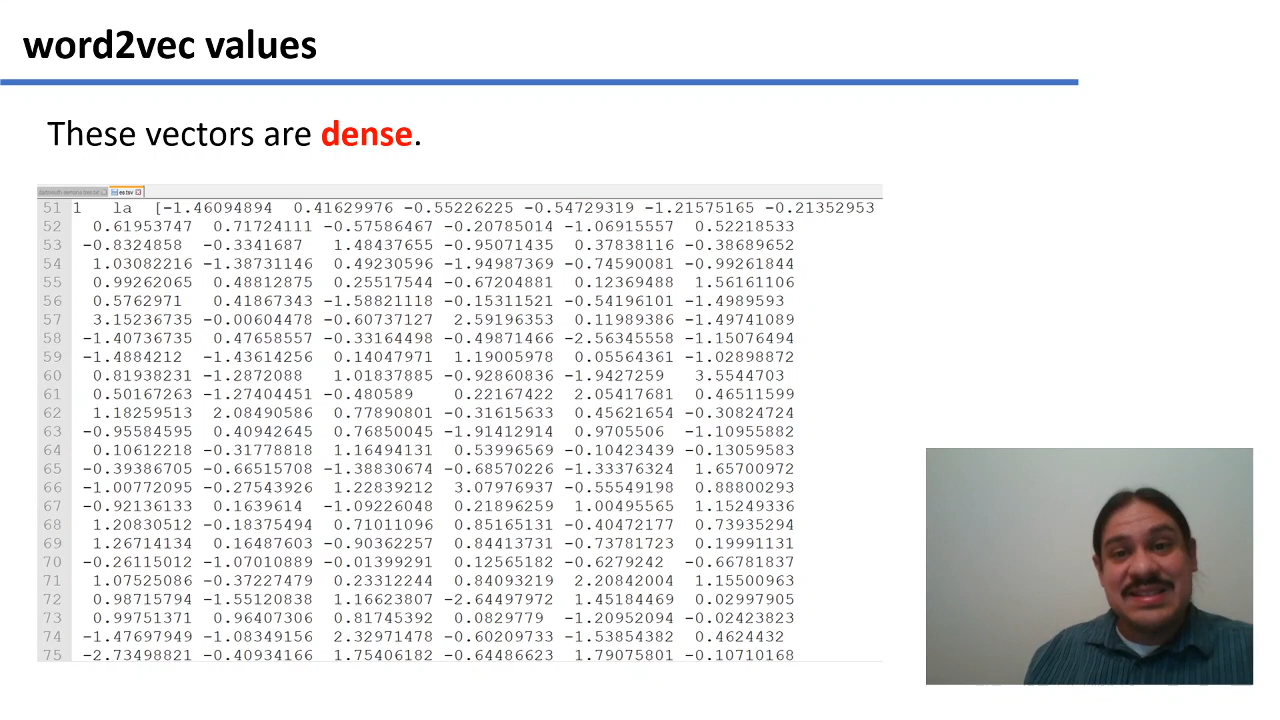 word2vec values
These vectors are dense.
es.tsv
51 1 la [-1.46094894 0.41629976 -0.55226225 -0.54729319 -1.21575165 -0.21352953
52 0.61953747 0.71724111 -0.57586467 -0.20785014 -1.06915557 0.52218533
53 -0.8324858 -0.3341687 1.48437655 -0.95071435 0.37838116 -0.38689652
54 1.03082216 -1.38731146 0.49230596 -1.94987369 -0.74590081 -0.99261844
55 0.99262065 0.48812875 0.25517544 -0.67204881 0.12369488 1.56161106
56 0.5762971 0.41867343 -1.58821118 -0.15311521 -0.54196101 -1.4989593
57 3.15236735 -0.00604478 -0.60737127 2.59196353 0.11989386 -1.49741089
58 -1.40736735 0.47658557 -0.33164498 -0.49871466 -2.56345558 -1.15076494
59 -1.4884212 -1.43614256 0.14047971 1.19005978 0.05564361 -1.02898872
60 0.81938231 -1.2872088 1.01837885 -0.92860836 -1.9427259 3.5544703
61 0.50167263 -1.27404451 -0.480589 0.22167422 2.05417681 0.46511599
62 1.18259513 2.08490586 0.77890801 -0.31615633 0.45621654 -0.30824724
63 -0.95584595 0.40942645 0.76850045 -1.91412914 0.9705506 -1.10955882
64 0.10612218 -0.31778818 1.16494131 0.53996569 -0.10423439 -0.13059583
65 -0.39386705 -0.66515708 -1.38830674 -0.68570226 -1.33376324 1.65700972
66 -1.00772095 -0.27543926 1.22839212 3.07976937 -0.55549198 0.88800293
67 -0.92136133 0.1639614 -1.09226048 0.21896259 1.00495565 1.15249336
68 1.20830512 -0.18375494 0.71011096 0.85165131 -0.40472177 0.73935294
69 1.26714134 0.16487603 -0.90362257 0.84413731 -0.73781723 0.19991131
70 -0.26115012 -1.07010889 -0.01399291 0.12565182 -0.6279242 -0.66781837
71 1.07525086 -0.37227479 0.23312244 0.84093219 2.20842004 1.15500963
72 0.98715794 -1.55120838 1.16623807 -2.64497972 1.45184469 0.02997905
73 0.99751371 0.96407306 0.81745392 0.0829779 -1.20952094 -0.02423823
74 -1.47697949 -1.08349156 2.32971478 -0.60209733 -1.53854382 0.4624432
75 -2.73498821 -0.40934166 1.75406182 -0.64486623 1.79075801 -0.10710168